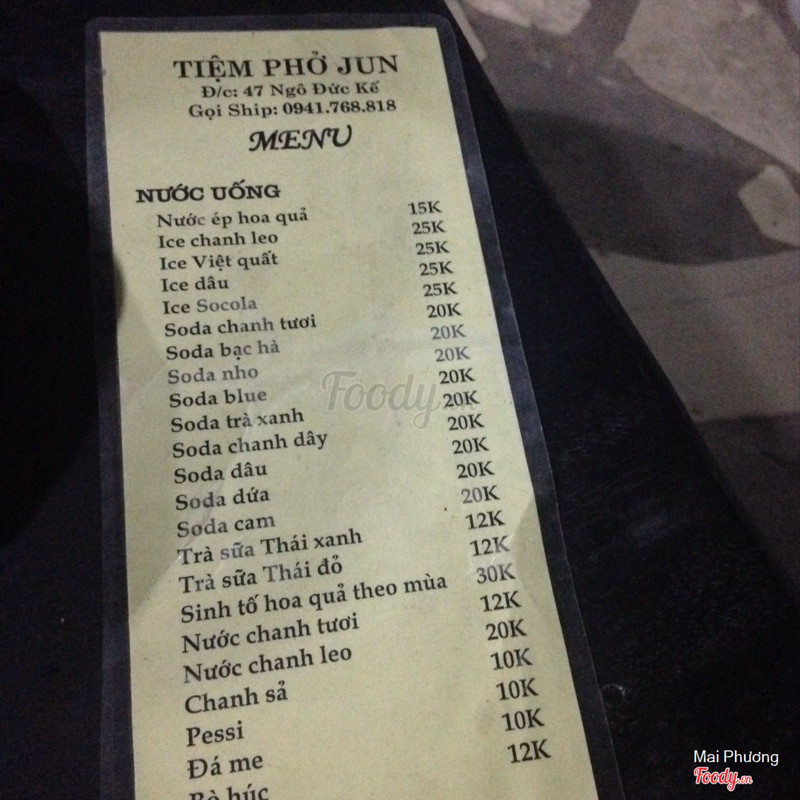 TIỆM PHỞ JUN
Đ/c: 47 Ngô Đức Kế
Gọi Ship: 0941.768.818
MENU
NƯỚC UỐNG
Nước ép hoa quả 15K
Ice chanh leo 25K
Ice Việt quất 25K
Ice dâu 25K
Ice Socola 25K
Soda chanh tươi 20K
Soda bạc hà 20K
Soda nho 20K
Soda blue 20K
Soda trà xanh 20K
Soda chanh dây 20K
Soda dâu 20K
Soda dứa 20K
Soda cam 20K
Trà sữa Thái xanh 12K
Trà sữa Thái đỏ 12K
Sinh tố hoa quả theo mùa 30K
Nước chanh tươi 12K
Nước chanh leo 20K
Chanh sả 10K
Pessi 10K
Đá me 10K
Bò húc 12K
Foody.vn
Mai Phương
Foody.vn